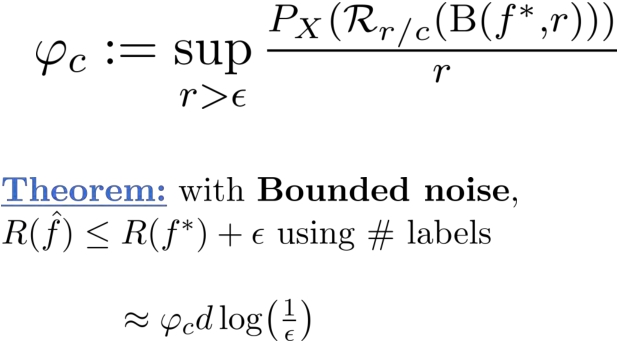 φ_c := sup_{r>ϵ} P_X(ℛ_{r/c}(B(f*,r))) / r
Theorem: with Bounded noise,
R(f̂) ≤ R(f*) + ϵ using # labels
≈ φ_c d log(1/ϵ)